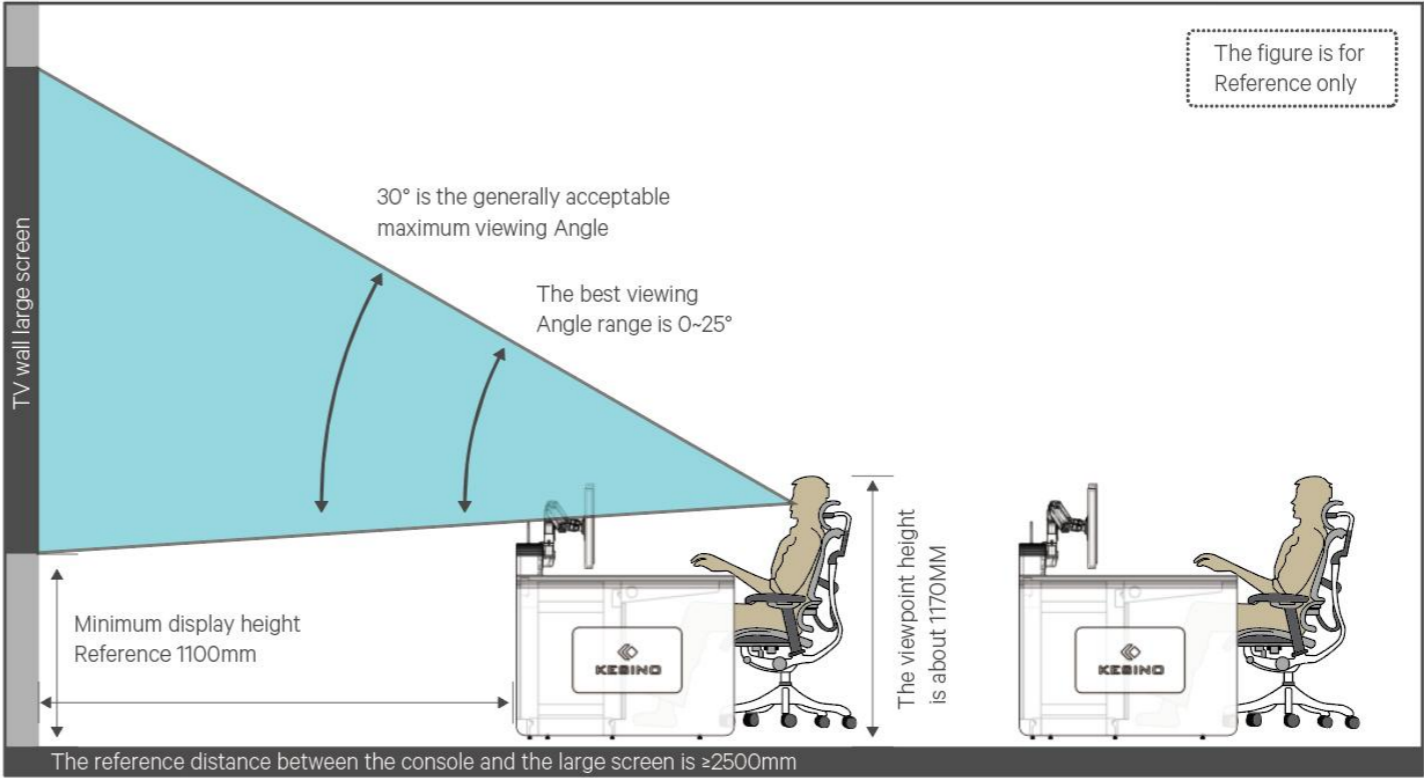 The figure is for
Reference only
30° is the generally acceptable
maximum viewing Angle
The best viewing
Angle range is 0~25°
TV wall large screen
Minimum display height
Reference 1100mm
The viewpoint height
is about 1170MM
KESINO
KESINO
The reference distance between the console and the large screen is ≥2500mm